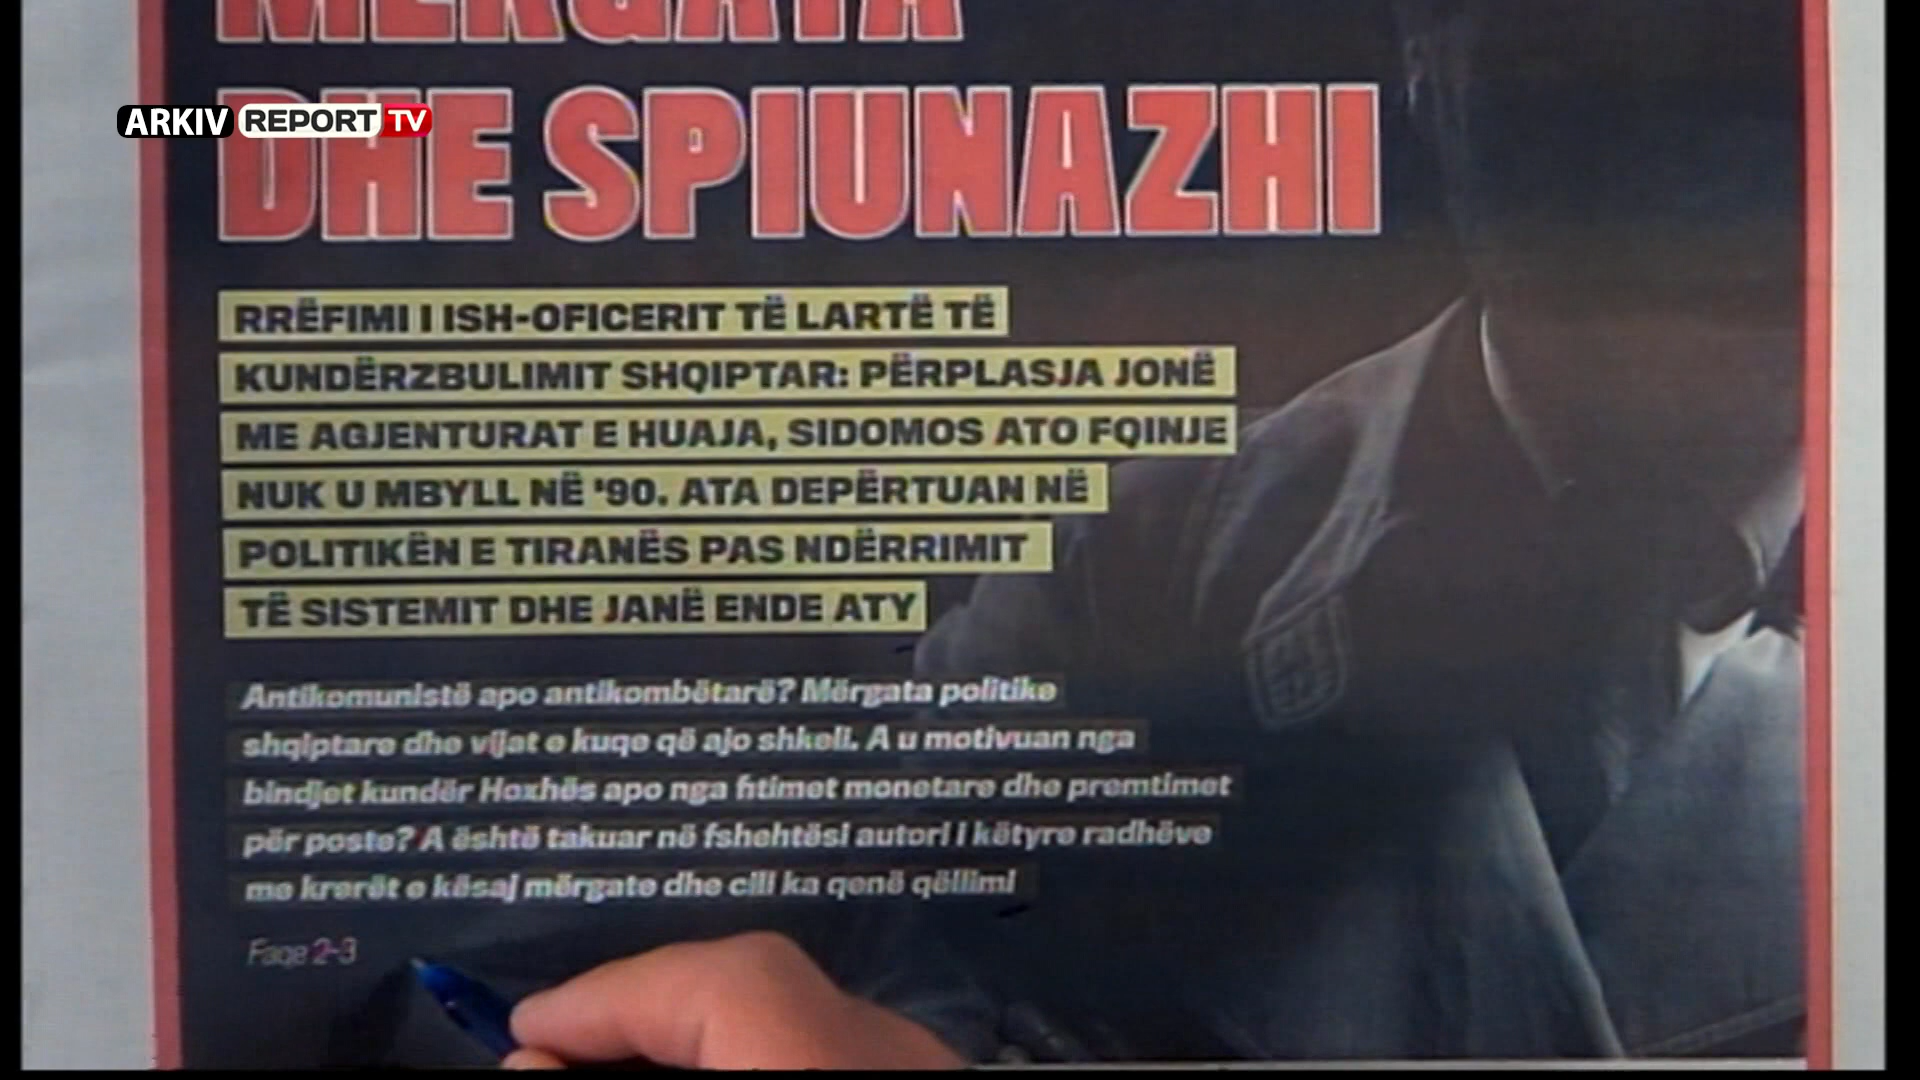 MËRGATA
DHE SPIUNAZHI
ARKIV REPORT TV
RRËFIMI I ISH-OFICERIT TË LARTË TË
KUNDËRZBULIMIT SHQIPTAR: PËRPLASJA JONË
ME AGJENTURAT E HUAJA, SIDOMOS ATO FQINJE
NUK U MBYLL NË '90. ATA DEPËRTUAN NË
POLITIKËN E TIRANËS PAS NDËRRIMIT
TË SISTEMIT DHE JANË ENDE ATY
Antikomunistë apo antikombëtarë? Mërgata politike
shqiptare dhe vijat e kuqe që ajo shkeli. A u motivuan nga
bindjet kundër Hoxhës apo nga fitimet monetare dhe premtimet
për poste? A është takuar në fshehtësi autori i këtyre radhëve
me krerët e kësaj mërgate dhe cili ka qenë qëllimi
Faqe 2-3